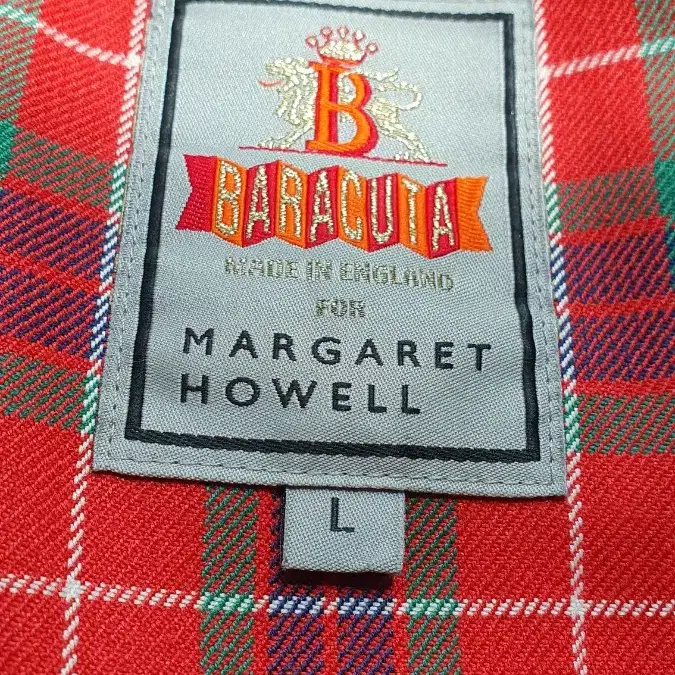 B
BARACUTA
MADE IN ENGLAND
FOR
MARGARET
HOWELL
L